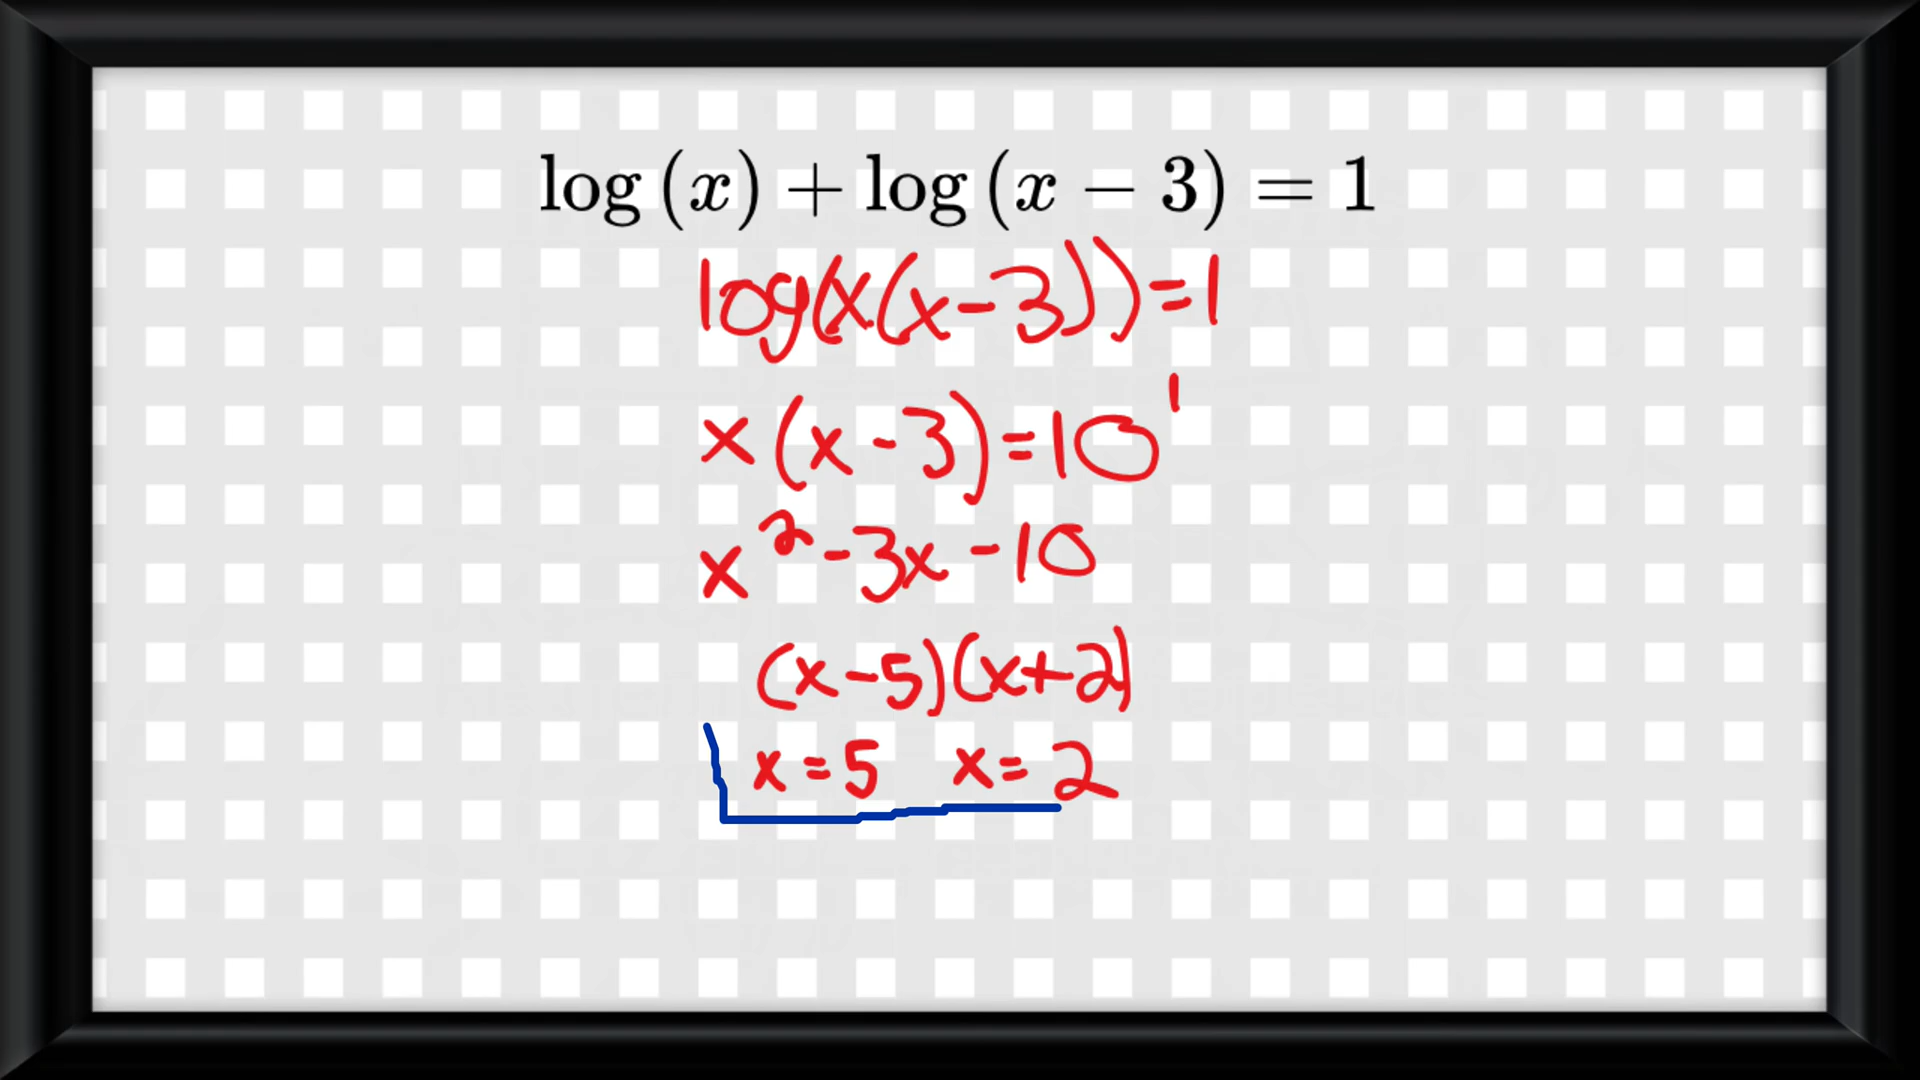 log (x) + log (x − 3) = 1
log(x(x-3))=1
x(x-3)=10¹
x²-3x-10
(x-5)(x+2)
x=5 x=2